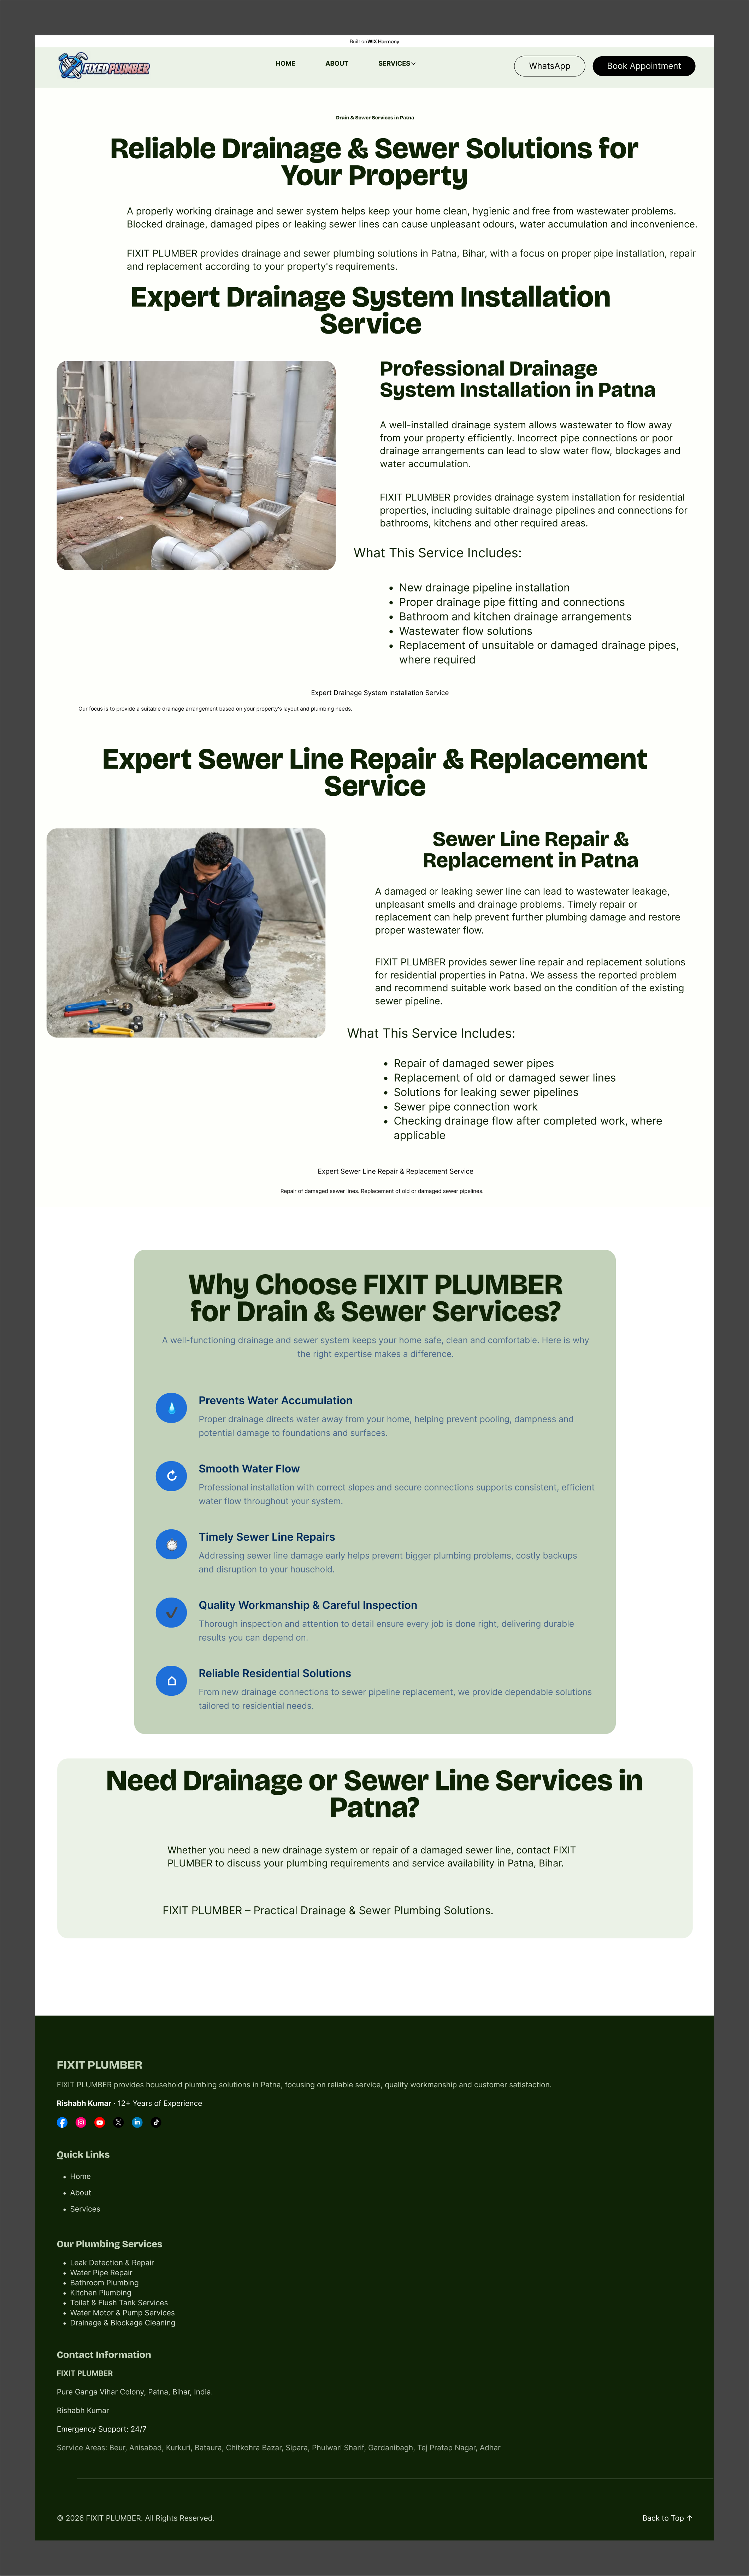 Built on WIX Harmony
FIXED PLUMBER
HOME
ABOUT
SERVICES
WhatsApp
Book Appointment
Drain & Sewer Services in Patna
Reliable Drainage & Sewer Solutions for
Your Property
A properly working drainage and sewer system helps keep your home clean, hygienic and free from wastewater problems.
Blocked drainage, damaged pipes or leaking sewer lines can cause unpleasant odours, water accumulation and inconvenience.
FIXIT PLUMBER provides drainage and sewer plumbing solutions in Patna, Bihar, with a focus on proper pipe installation, repair
and replacement according to your property's requirements.
Expert Drainage System Installation
Service
Professional Drainage
System Installation in Patna
A well-installed drainage system allows wastewater to flow away
from your property efficiently. Incorrect pipe connections or poor
drainage arrangements can lead to slow water flow, blockages and
water accumulation.
FIXIT PLUMBER provides drainage system installation for residential
properties, including suitable drainage pipelines and connections for
bathrooms, kitchens and other required areas.
What This Service Includes:
• New drainage pipeline installation
• Proper drainage pipe fitting and connections
• Bathroom and kitchen drainage arrangements
• Wastewater flow solutions
• Replacement of unsuitable or damaged drainage pipes,
where required
Expert Drainage System Installation Service
Our focus is to provide a suitable drainage arrangement based on your property's layout and plumbing needs.
Expert Sewer Line Repair & Replacement
Service
Sewer Line Repair &
Replacement in Patna
A damaged or leaking sewer line can lead to wastewater leakage,
unpleasant smells and drainage problems. Timely repair or
replacement can help prevent further plumbing damage and restore
proper wastewater flow.
FIXIT PLUMBER provides sewer line repair and replacement solutions
for residential properties in Patna. We assess the reported problem
and recommend suitable work based on the condition of the existing
sewer pipeline.
What This Service Includes:
• Repair of damaged sewer pipes
• Replacement of old or damaged sewer lines
• Solutions for leaking sewer pipelines
• Sewer pipe connection work
• Checking drainage flow after completed work, where
applicable
Expert Sewer Line Repair & Replacement Service
Repair of damaged sewer lines. Replacement of old or damaged sewer pipelines.
Why Choose FIXIT PLUMBER
for Drain & Sewer Services?
A well-functioning drainage and sewer system keeps your home safe, clean and comfortable. Here is why
the right expertise makes a difference.
Prevents Water Accumulation
Proper drainage directs water away from your home, helping prevent pooling, dampness and
potential damage to foundations and surfaces.
Smooth Water Flow
Professional installation with correct slopes and secure connections supports consistent, efficient
water flow throughout your system.
Timely Sewer Line Repairs
Addressing sewer line damage early helps prevent bigger plumbing problems, costly backups
and disruption to your household.
Quality Workmanship & Careful Inspection
Thorough inspection and attention to detail ensure every job is done right, delivering durable
results you can depend on.
Reliable Residential Solutions
From new drainage connections to sewer pipeline replacement, we provide dependable solutions
tailored to residential needs.
Need Drainage or Sewer Line Services in
Patna?
Whether you need a new drainage system or repair of a damaged sewer line, contact FIXIT
PLUMBER to discuss your plumbing requirements and service availability in Patna, Bihar.
FIXIT PLUMBER – Practical Drainage & Sewer Plumbing Solutions.
FIXIT PLUMBER
FIXIT PLUMBER provides household plumbing solutions in Patna, focusing on reliable service, quality workmanship and customer satisfaction.
Rishabh Kumar · 12+ Years of Experience
Quick Links
• Home
• About
• Services
Our Plumbing Services
• Leak Detection & Repair
• Water Pipe Repair
• Bathroom Plumbing
• Kitchen Plumbing
• Toilet & Flush Tank Services
• Water Motor & Pump Services
• Drainage & Blockage Cleaning
Contact Information
FIXIT PLUMBER
Pure Ganga Vihar Colony, Patna, Bihar, India.
Rishabh Kumar
Emergency Support: 24/7
Service Areas: Beur, Anisabad, Kurkuri, Bataura, Chitkohra Bazar, Sipara, Phulwari Sharif, Gardanibagh, Tej Pratap Nagar, Adhar
© 2026 FIXIT PLUMBER. All Rights Reserved.
Back to Top ↑